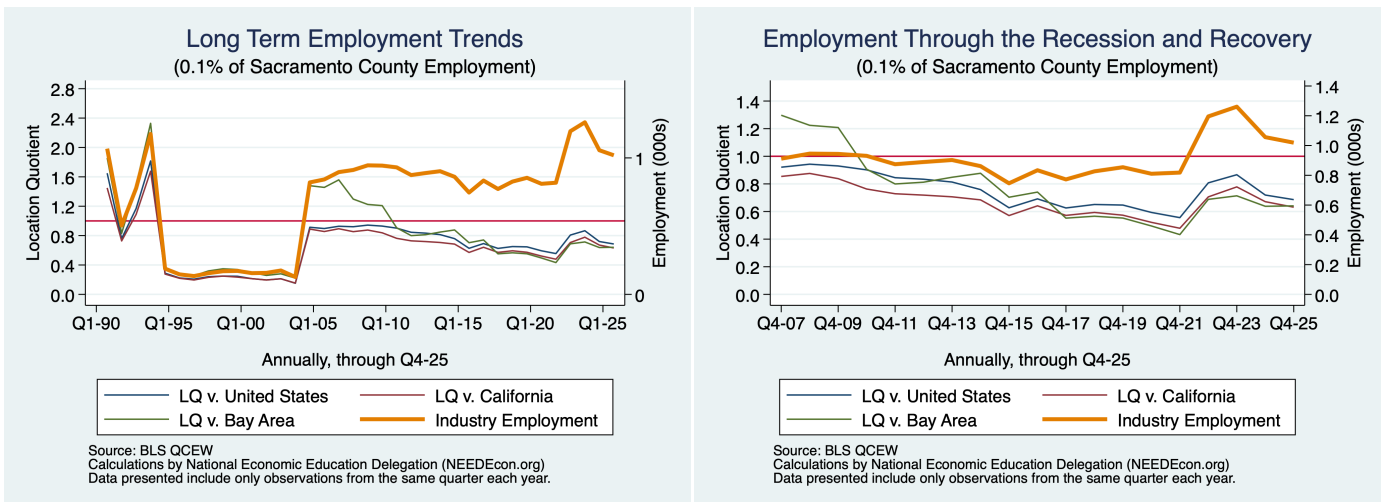 Long Term Employment Trends
(0.1% of Sacramento County Employment)
Location Quotient
2.8
2.4
2.0
1.6
1.2
0.8
0.4
0.0
1
0
Employment (000s)
Q1-90 Q1-95 Q1-00 Q1-05 Q1-10 Q1-15 Q1-20 Q1-25
Annually, through Q4-25
LQ v. United States LQ v. California
LQ v. Bay Area Industry Employment
Source: BLS QCEW
Calculations by National Economic Education Delegation (NEEDEcon.org)
Data presented include only observations from the same quarter each year.
Employment Through the Recession and Recovery
(0.1% of Sacramento County Employment)
Location Quotient
1.4
1.2
1.0
0.8
0.6
0.4
0.2
0.0
1.4
1.2
1.0
0.8
0.6
0.4
0.2
0.0
Employment (000s)
Q4-07 Q4-09 Q4-11 Q4-13 Q4-15 Q4-17 Q4-19 Q4-21 Q4-23 Q4-25
Annually, through Q4-25
LQ v. United States LQ v. California
LQ v. Bay Area Industry Employment
Source: BLS QCEW
Calculations by National Economic Education Delegation (NEEDEcon.org)
Data presented include only observations from the same quarter each year.